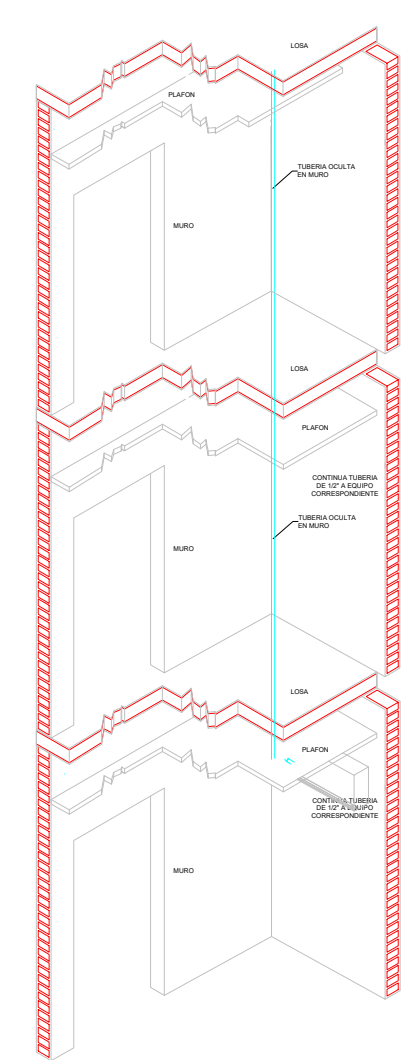 LOSA
PLAFON
TUBERIA OCULTA
EN MURO
MURO
LOSA
PLAFON
CONTINUA TUBERIA
DE 1/2" A EQUIPO
CORRESPONDIENTE
TUBERIA OCULTA
EN MURO
MURO
LOSA
PLAFON
CONTINUA TUBERIA
DE 1/2" A EQUIPO
CORRESPONDIENTE
MURO